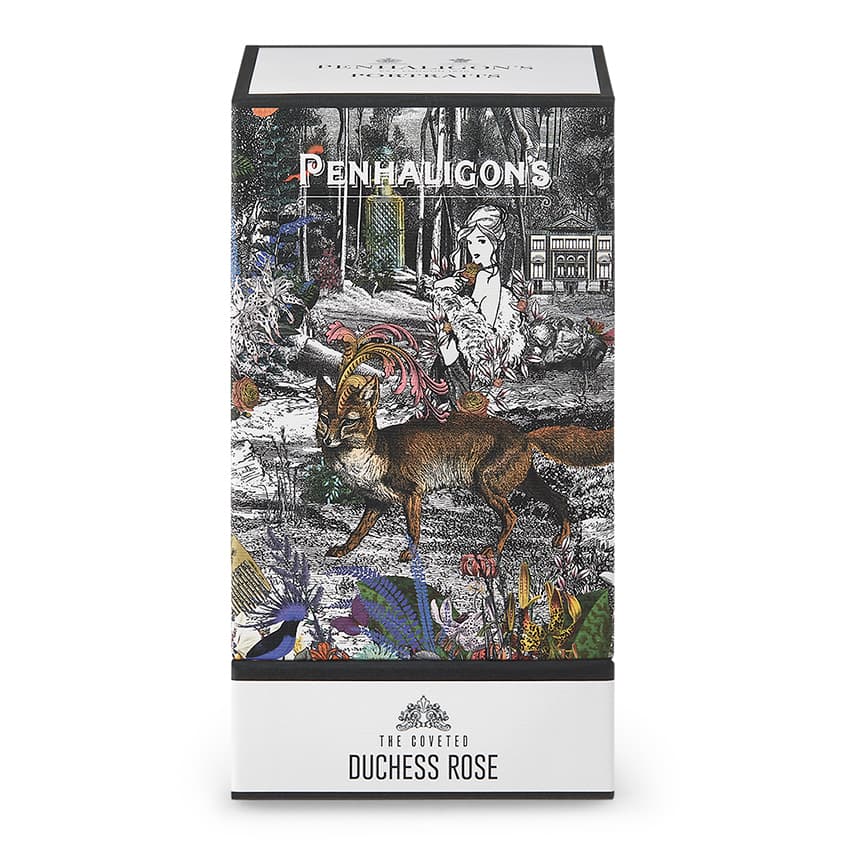 PENHALIGON'S
PORTRAITS
PENHALIGON'S
THE COVETED
DUCHESS ROSE